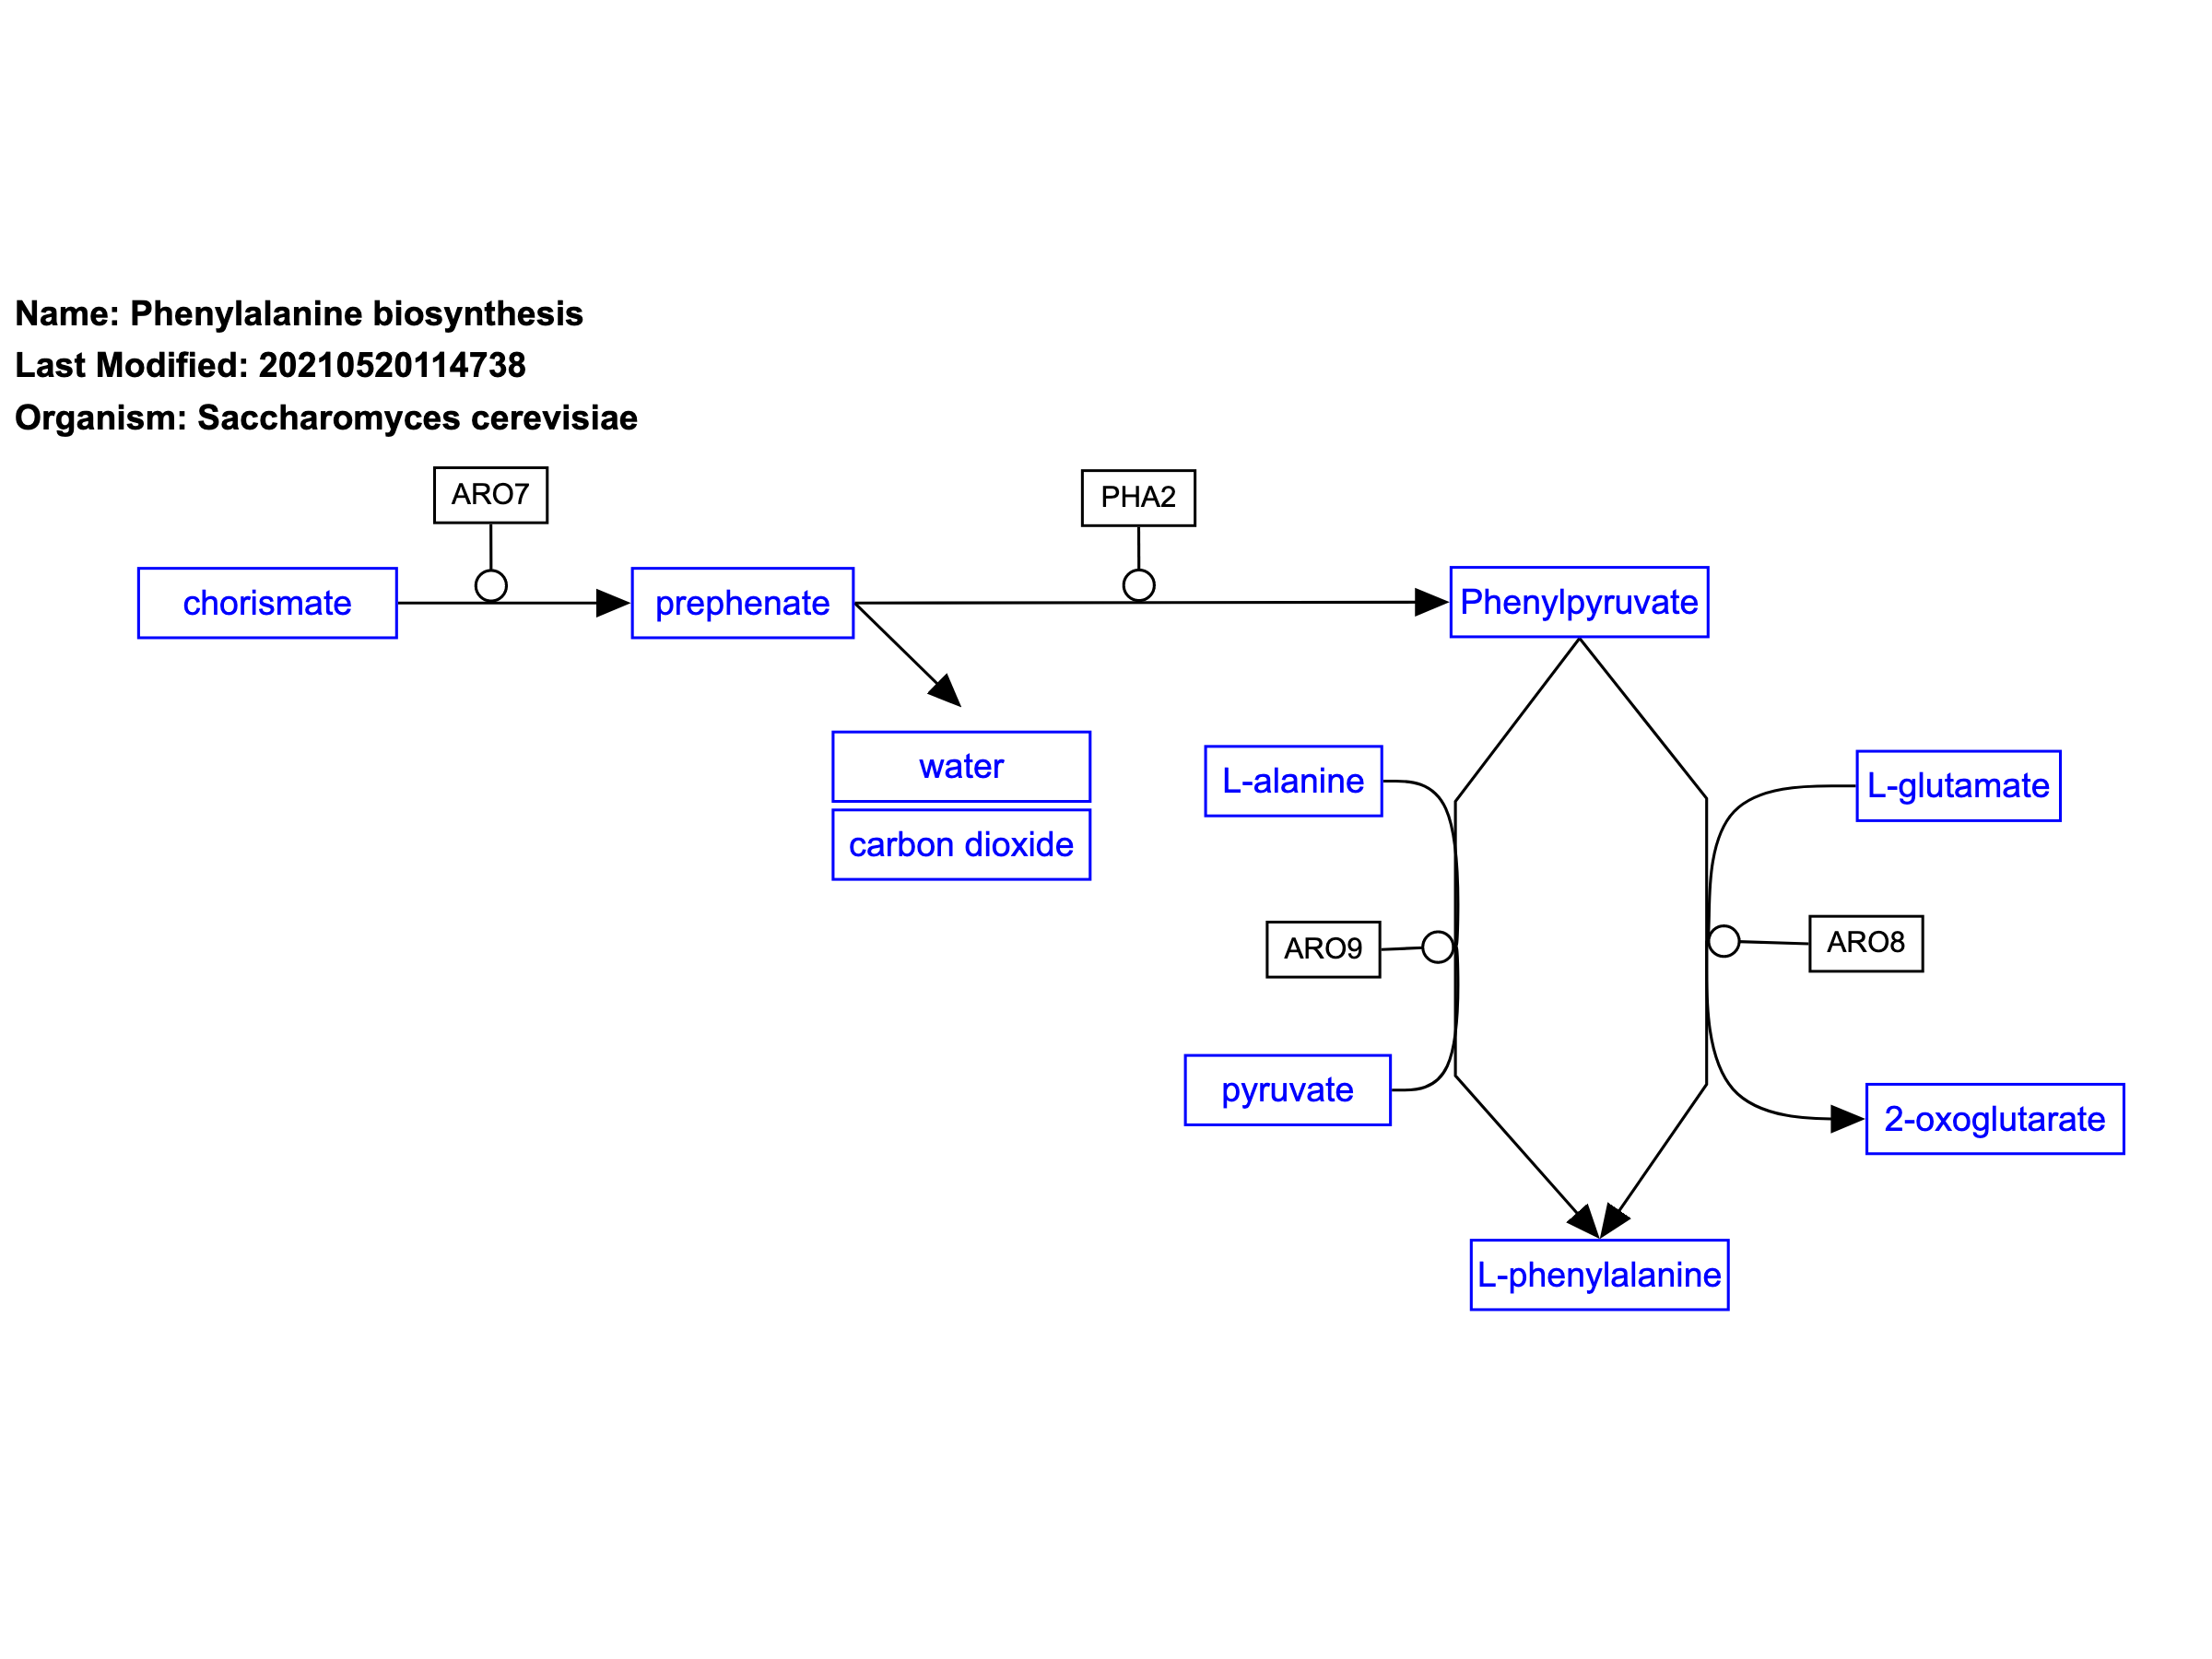 Name: Phenylalanine biosynthesis
Last Modified: 20210520114738
Organism: Saccharomyces cerevisiae
ARO7
PHA2
chorismate
prephenate
Phenylpyruvate
water
carbon dioxide
L-alanine
L-glutamate
ARO9
ARO8
pyruvate
2-oxoglutarate
L-phenylalanine